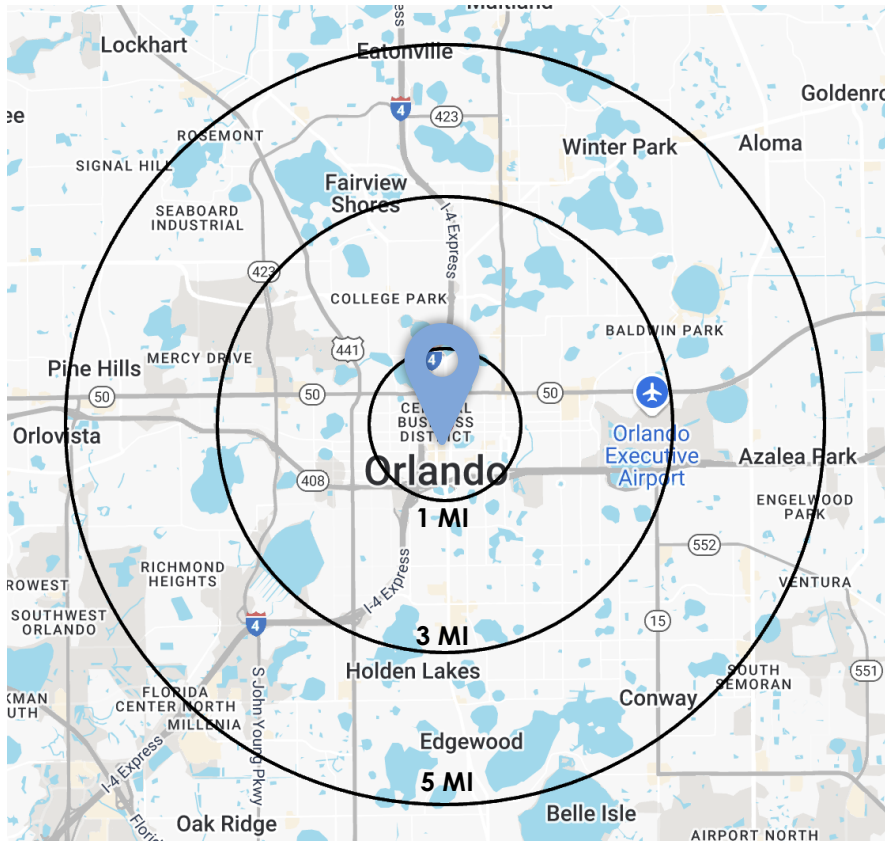 Maitland
Lockhart
Eatonville
ess
Goldenro
4
423
ee
ROSEMONT
Winter Park
Aloma
SIGNAL HILL
Fairview
Shores
SEABOARD
INDUSTRIAL
I-4 Express
423
COLLEGE PARK
BALDWIN PARK
441
MERCY DRIVE
4
Pine Hills
50
50
50
CENTRAL
BUSINESS
DISTRICT
Orlovista
Orlando
Executive
Airport
Azalea Park
Orlando
408
ENGELWOOD
PARK
1 MI
552
RICHMOND
HEIGHTS
I-4 Express
VENTURA
ROWEST
SOUTHWEST
ORLANDO
4
15
3 MI
Holden Lakes
551
SOUTH
SEMORAN
S John Young Pkwy
XMAN
UTH
FLORIDA
CENTER NORTH
MILLENIA
Conway
Edgewood
I-4 Express
5 MI
Belle Isle
Oak Ridge
Florid
AIRPORT NORTH